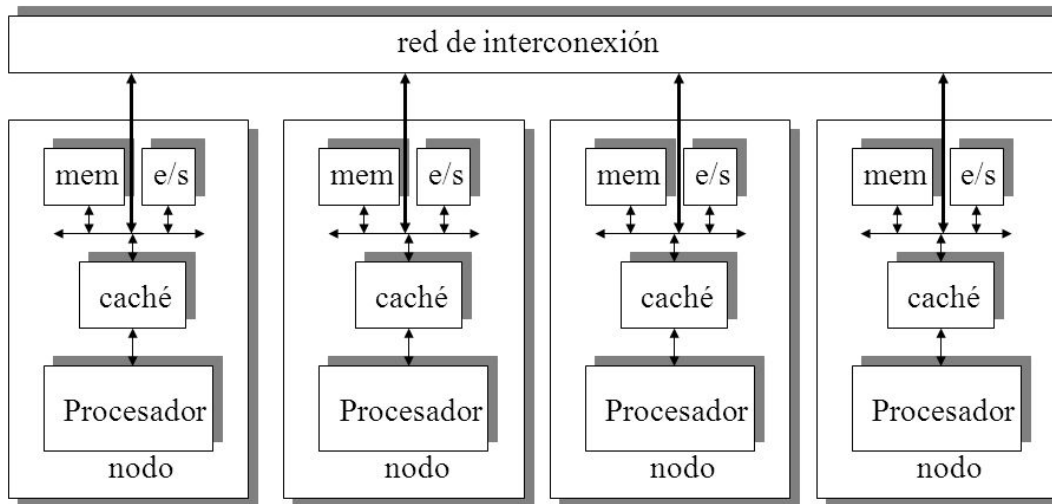 red de interconexión
mem e/s mem e/s mem e/s mem e/s
caché caché caché caché
Procesador Procesador Procesador Procesador
nodo nodo nodo nodo